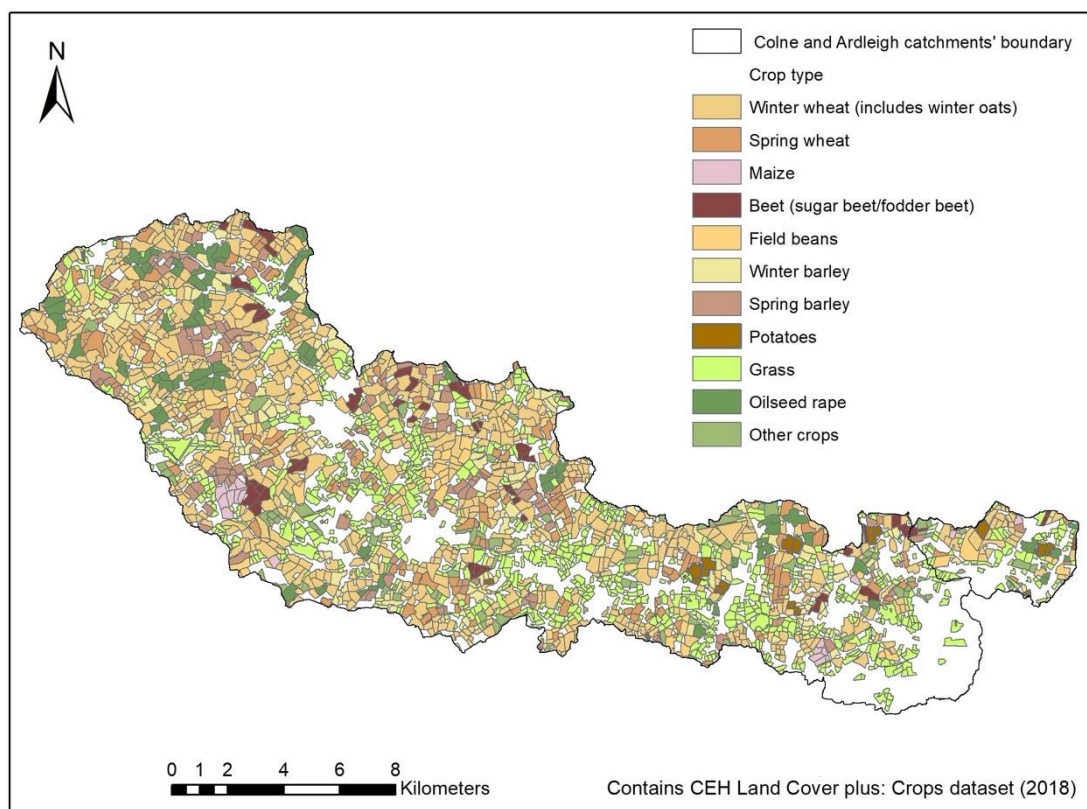 N
Colne and Ardleigh catchments' boundary
Crop type
Winter wheat (includes winter oats)
Spring wheat
Maize
Beet (sugar beet/fodder beet)
Field beans
Winter barley
Spring barley
Potatoes
Grass
Oilseed rape
Other crops
0 1 2 4 6 8
Kilometers
Contains CEH Land Cover plus: Crops dataset (2018)